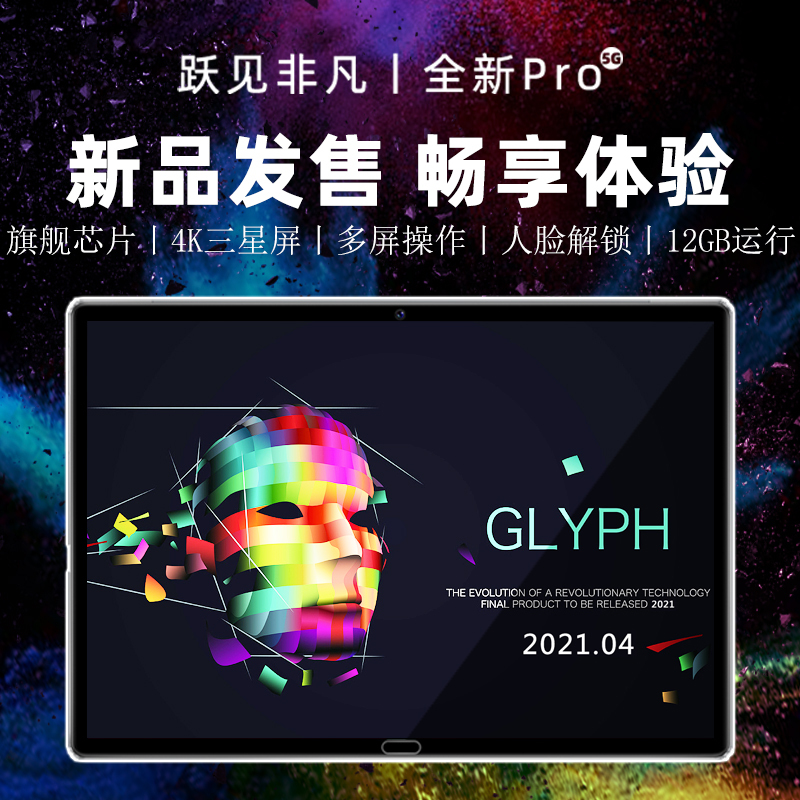 跃见非凡丨全新Pro 5G
新品发售 畅享体验
旗舰芯片丨4K三星屏丨多屏操作丨人脸解锁丨12GB运行
GLYPH
THE EVOLUTION OF A REVOLUTIONARY TECHNOLOGY
FINAL PRODUCT TO BE RELEASED 2021
2021.04